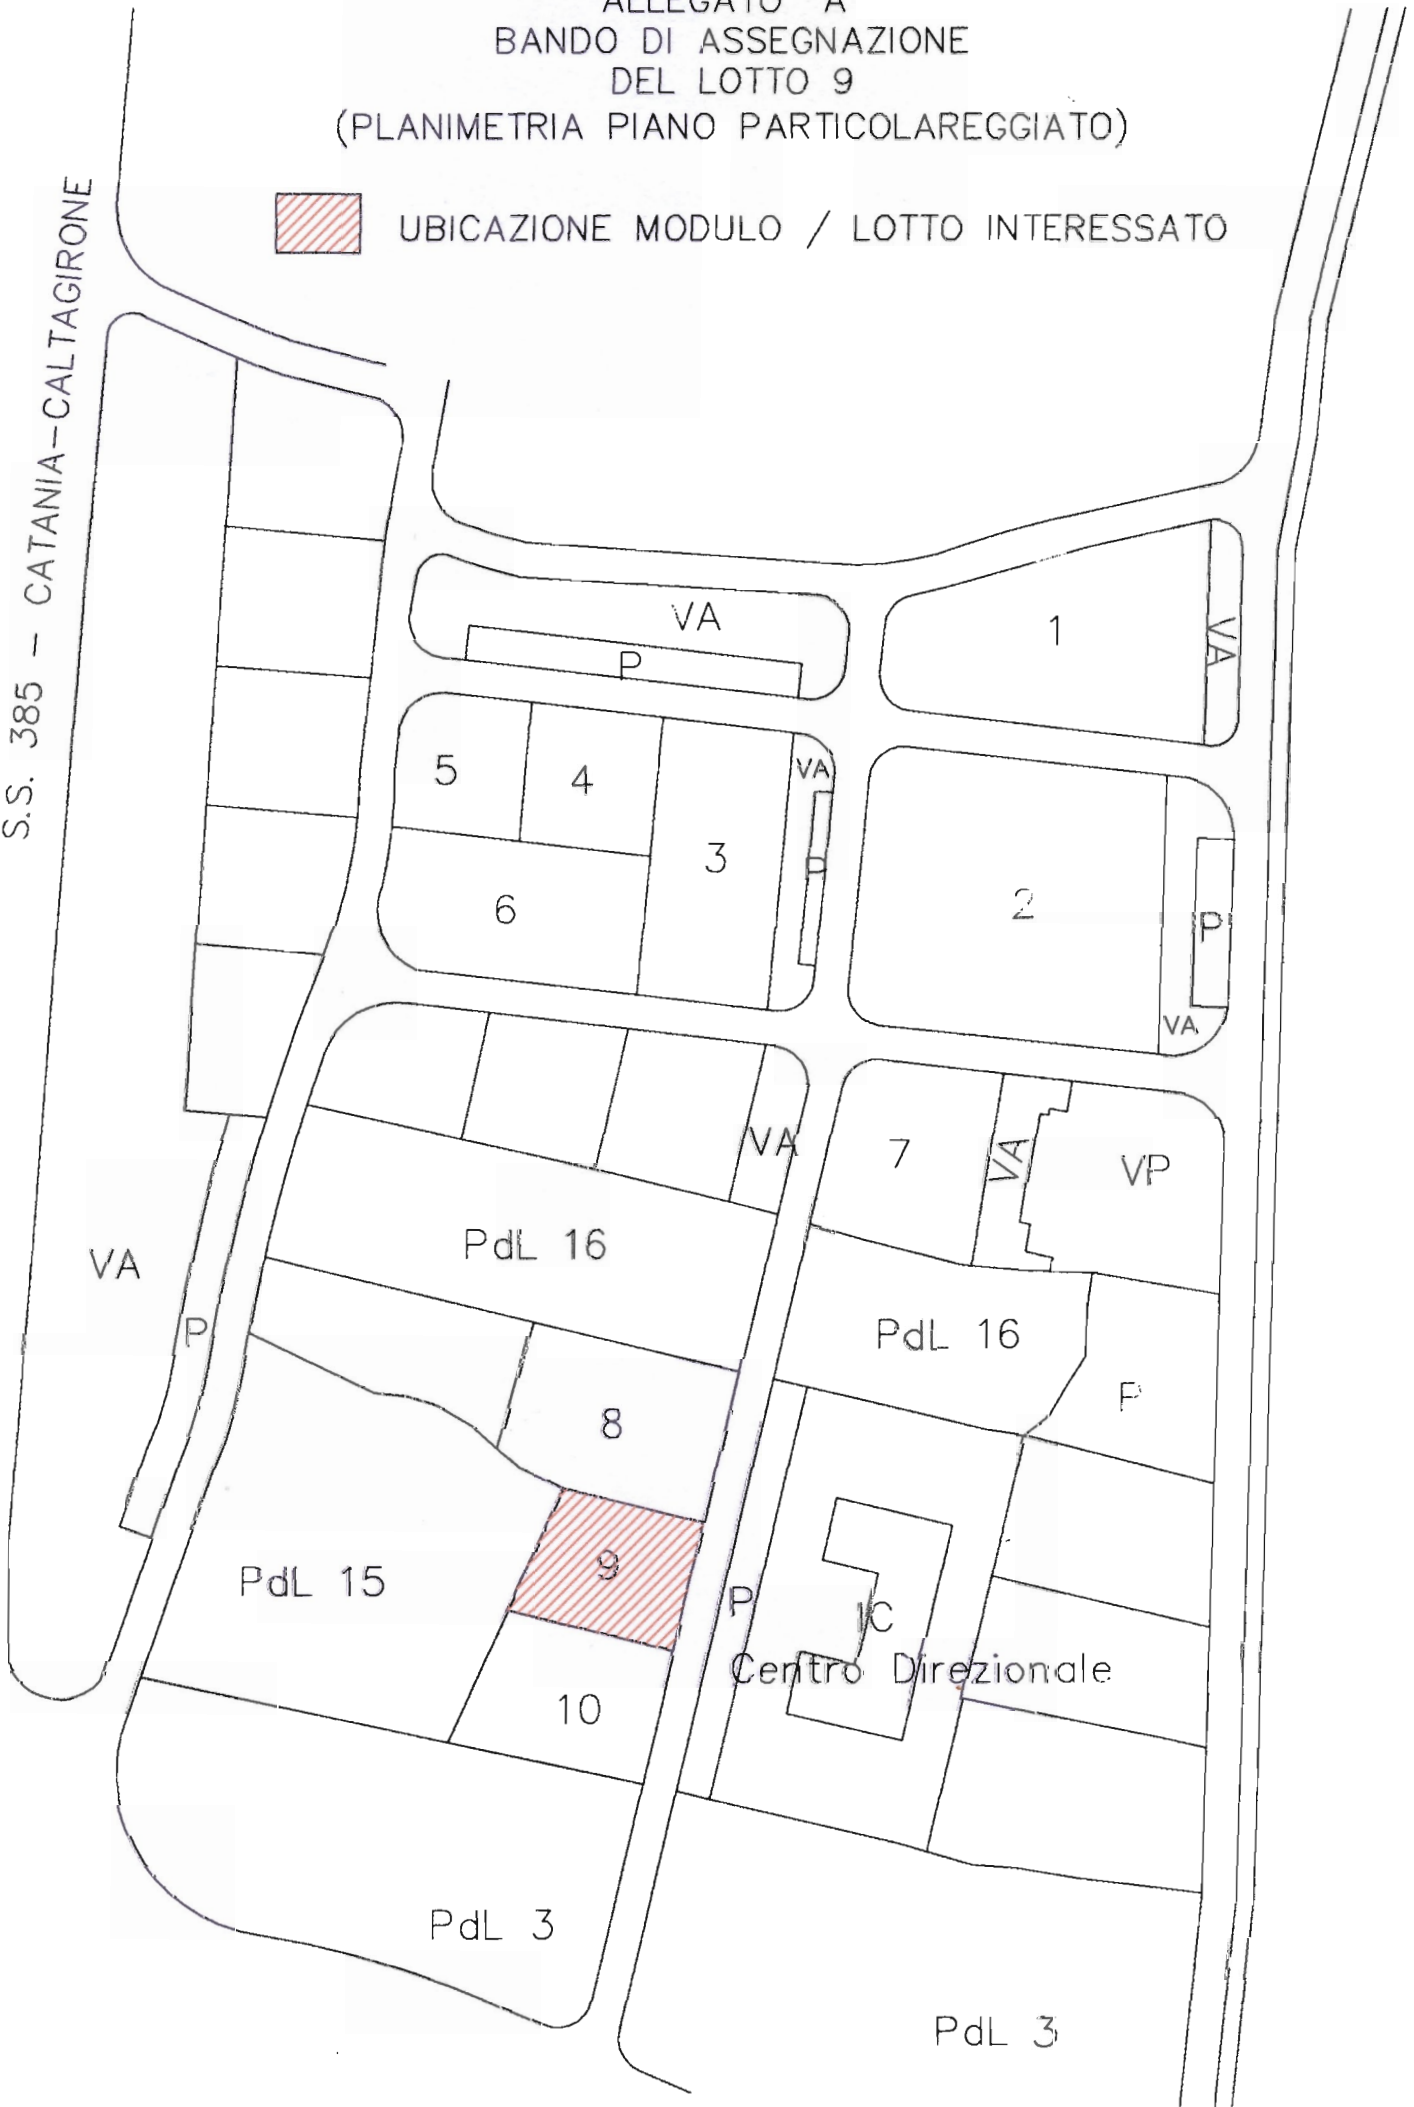 ALLEGATO "A"
BANDO DI ASSEGNAZIONE
DEL LOTTO 9
(PLANIMETRIA PIANO PARTICOLAREGGIATO)
UBICAZIONE MODULO / LOTTO INTERESSATO
S.S. 385 - CATANIA-CALTAGIRONE
VA
P
1
VA
5
4
3
VA
P
6
2
P
VA
VA
7
VA
VP
PdL 16
VA
P
PdL 16
P
8
9
PdL 15
P
IC
Centro Direzionale
10
PdL 3
PdL 3